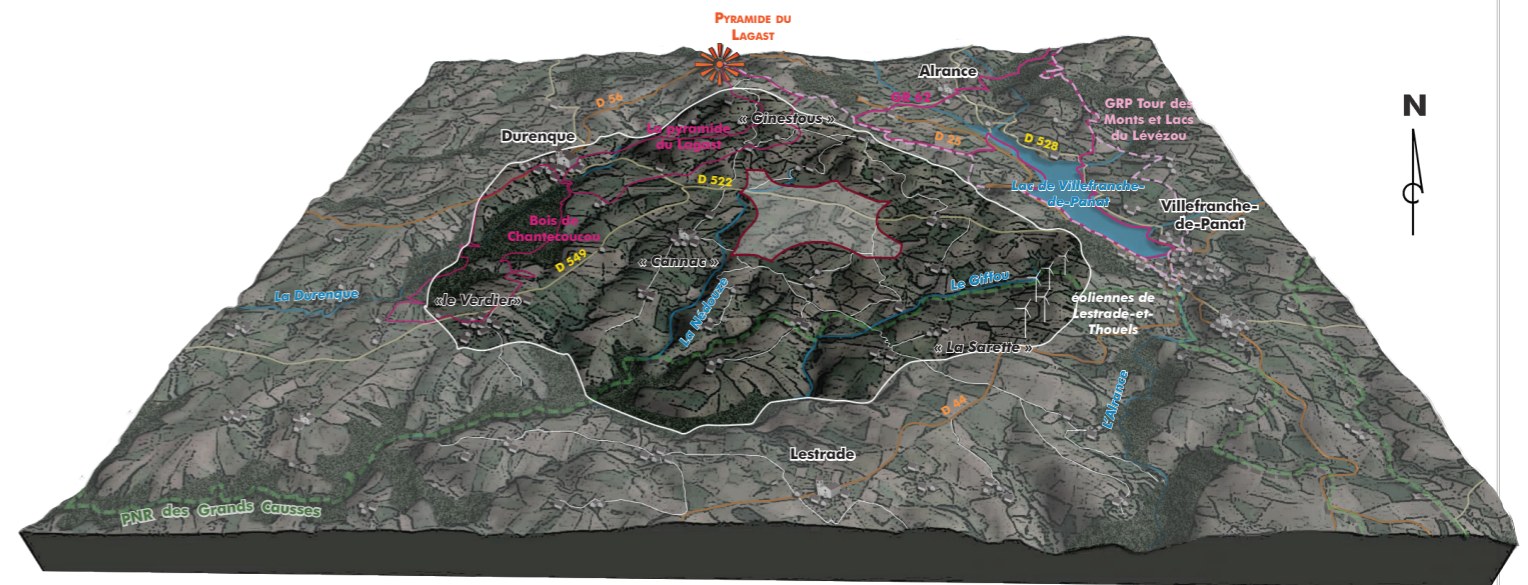 PYRAMIDE DU
LAGAST
Alrance
D 56
GR 62
GRP Tour des
Monts et Lacs
du Lévézou
N
« Ginestous »
Durenque
La pyramide
du Lagast
D 25
D 528
D 522
Lac de Villefranche-
de-Panat
Villefranche-
de-Panat
Bois de
Chantecoucou
D 549
« Cannac »
Le Giffou
La Durenque
«le Verdier»
La Nédouze
éoliennes de
Lestrade-et-
Thouels
« La Sarette »
L'Alrance
D 44
Lestrade
PNR des Grands Causses